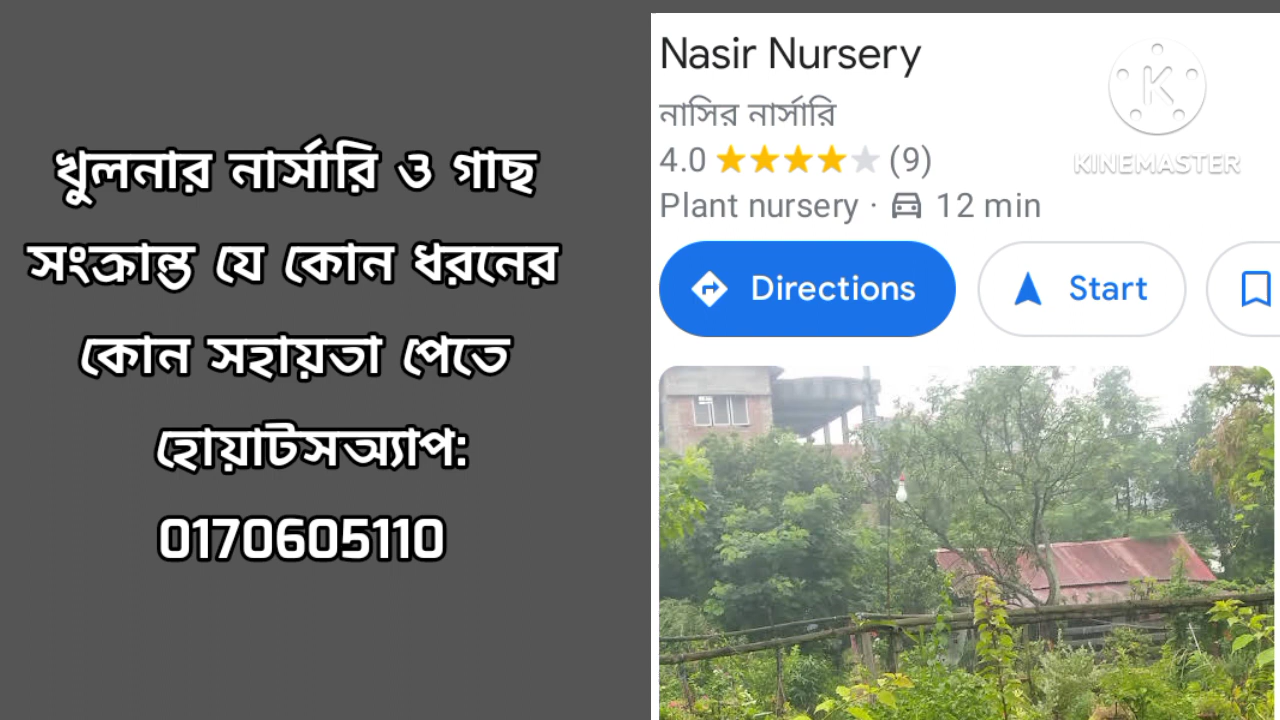 খুলনার নার্সারি ও গাছ
সংক্রান্ত যে কোন ধরনের
কোন সহায়তা পেতে
হোয়াটসঅ্যাপ:
0170605110
Nasir Nursery
নাসির নার্সারি
4.0 (9)
Plant nursery · 12 min
Directions
Start
K
KINEMASTER